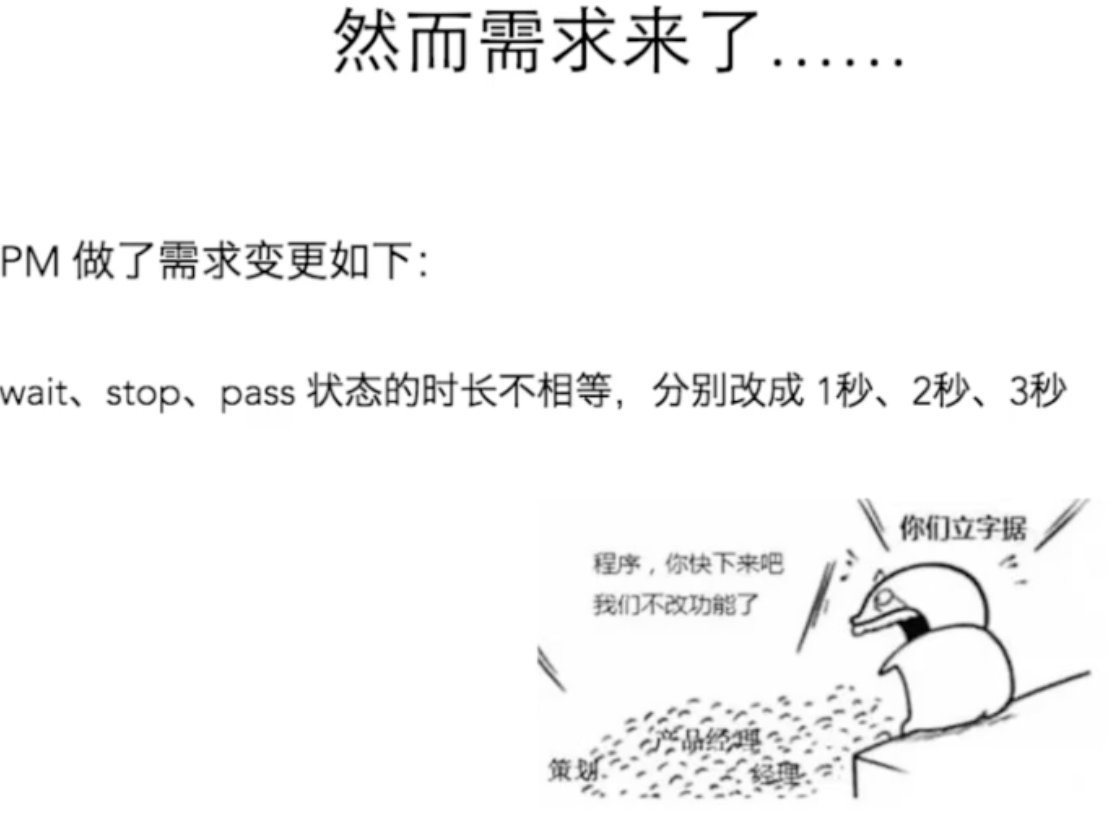 然而需求来了......
PM 做了需求变更如下：
wait、stop、pass 状态的时长不相等，分别改成 1秒、2秒、3秒
你们立字据
程序，你快下来吧
我们不改功能了
产品经理
策划
经理